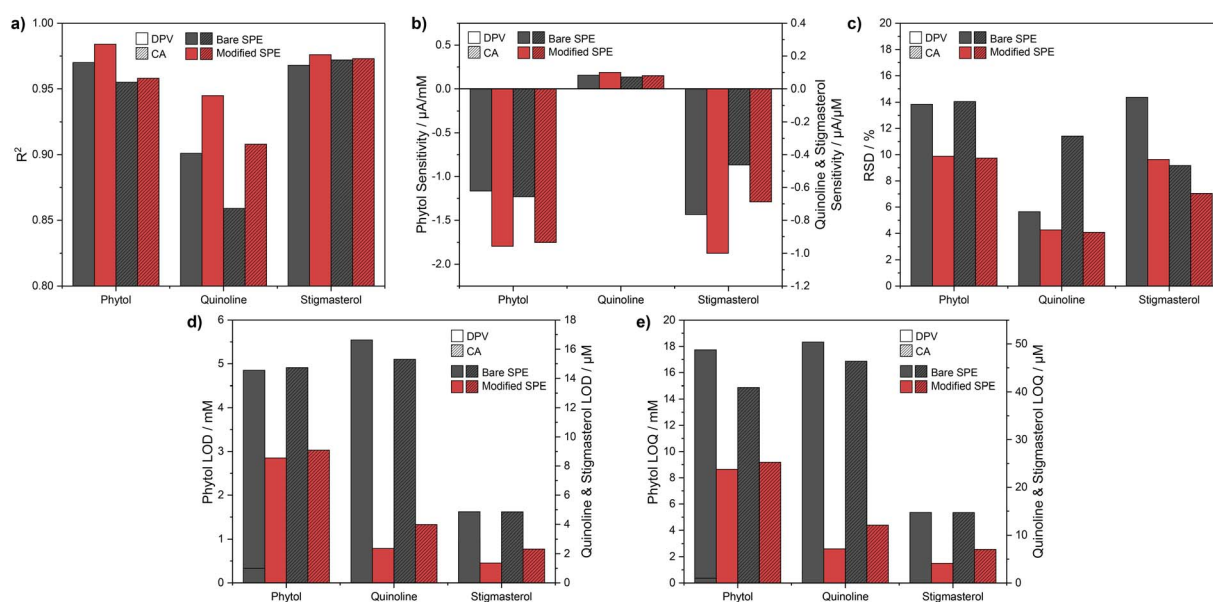 a)
1.00
0.95
0.90
0.85
0.80
R²
DPV
CA
Bare SPE
Modified SPE
Phytol
Quinoline
Stigmasterol
b)
0.5
0.0
-0.5
-1.0
-1.5
-2.0
Phytol Sensitivity / µA/mM
0.4
0.2
0.0
-0.2
-0.4
-0.6
-0.8
-1.0
-1.2
Quinoline & Stigmasterol
Sensitivity / µA/µM
Phytol
Quinoline
Stigmasterol
c)
20
18
16
14
12
10
8
6
4
2
0
RSD / %
DPV
CA
Bare SPE
Modified SPE
Phytol
Quinoline
Stigmasterol
d)
6
5
4
3
2
1
0
Phytol LOD / mM
DPV
CA
Bare SPE
Modified SPE
18
16
14
12
10
8
6
4
2
0
Quinoline & Stigmasterol LOD / µM
Phytol
Quinoline
Stigmasterol
e)
20
18
16
14
12
10
8
6
4
2
0
Phytol LOQ / mM
DPV
CA
Bare SPE
Modified SPE
50
40
30
20
10
0
Quinoline & Stigmasterol LOQ / µM
Phytol
Quinoline
Stigmasterol